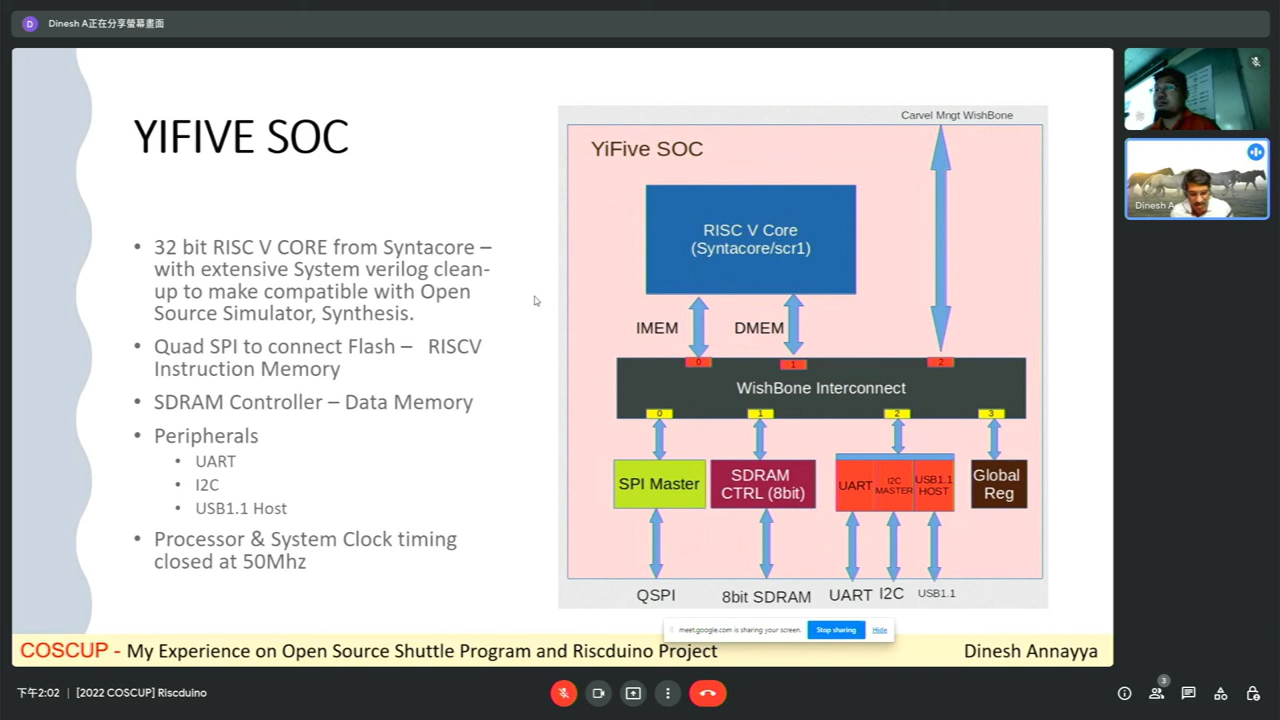 D Dinesh A正在分享螢幕畫面
YIFIVE SOC
• 32 bit RISC V CORE from Syntacore –
with extensive System verilog clean-
up to make compatible with Open
Source Simulator, Synthesis.
• Quad SPI to connect Flash – RISCV
Instruction Memory
• SDRAM Controller – Data Memory
• Peripherals
• UART
• I2C
• USB1.1 Host
• Processor & System Clock timing
closed at 50Mhz
Carvel Mngt WishBone
YiFive SOC
RISC V Core
(Syntacore/scr1)
IMEM
DMEM
0
1
2
WishBone Interconnect
0
1
2
3
SPI Master
SDRAM
CTRL (8bit)
UART
I2C
MASTER
USB1.1
HOST
Global
Reg
QSPI
8bit SDRAM
UART
I2C
USB1.1
meet.google.com is sharing your screen.
Stop sharing
Hide
COSCUP - My Experience on Open Source Shuttle Program and Riscduino Project
Dinesh Annayya
Dinesh A
下午2:02 | [2022 COSCUP] Riscduino
3